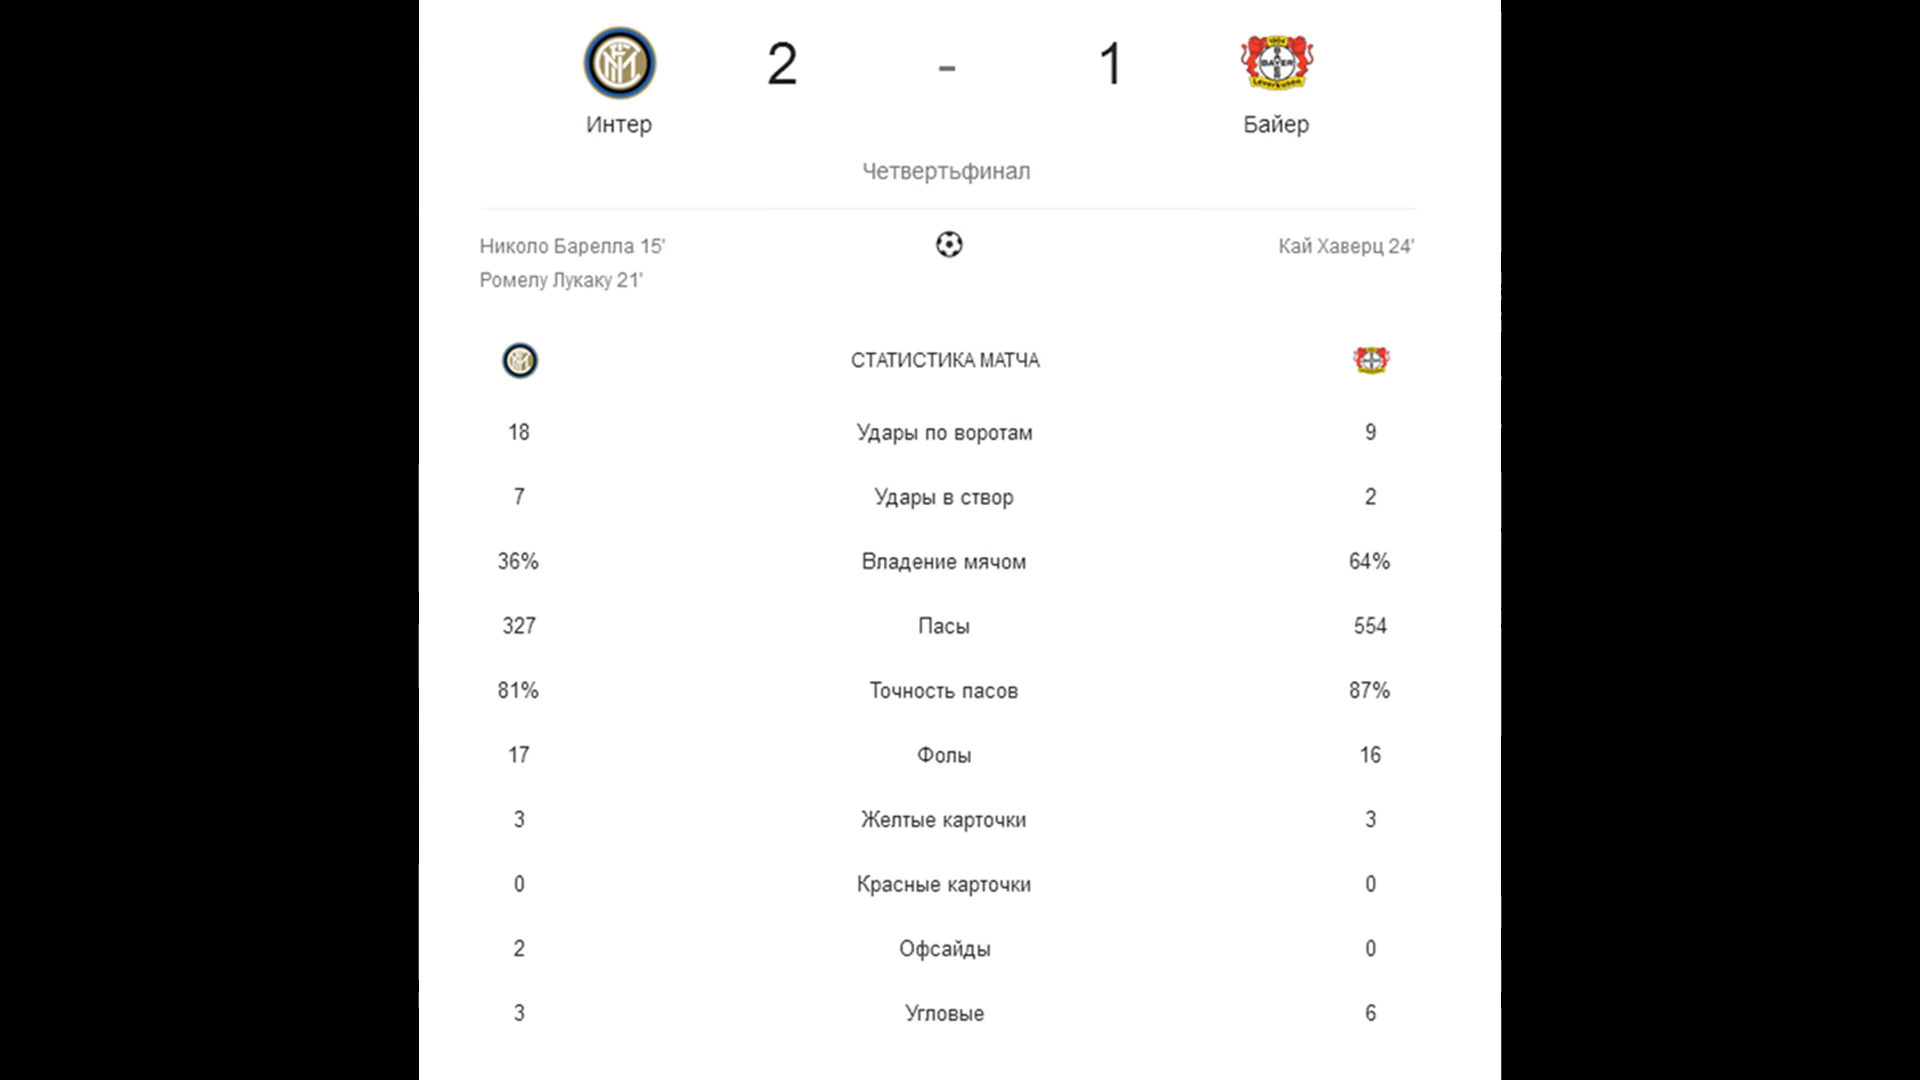 2 - 1
Интер Байер
Четвертьфинал
Николо Барелла 15' Кай Хаверц 24'
Ромелу Лукаку 21'
СТАТИСТИКА МАТЧА
18 Удары по воротам 9
7 Удары в створ 2
36% Владение мячом 64%
327 Пасы 554
81% Точность пасов 87%
17 Фолы 16
3 Желтые карточки 3
0 Красные карточки 0
2 Офсайды 0
3 Угловые 6